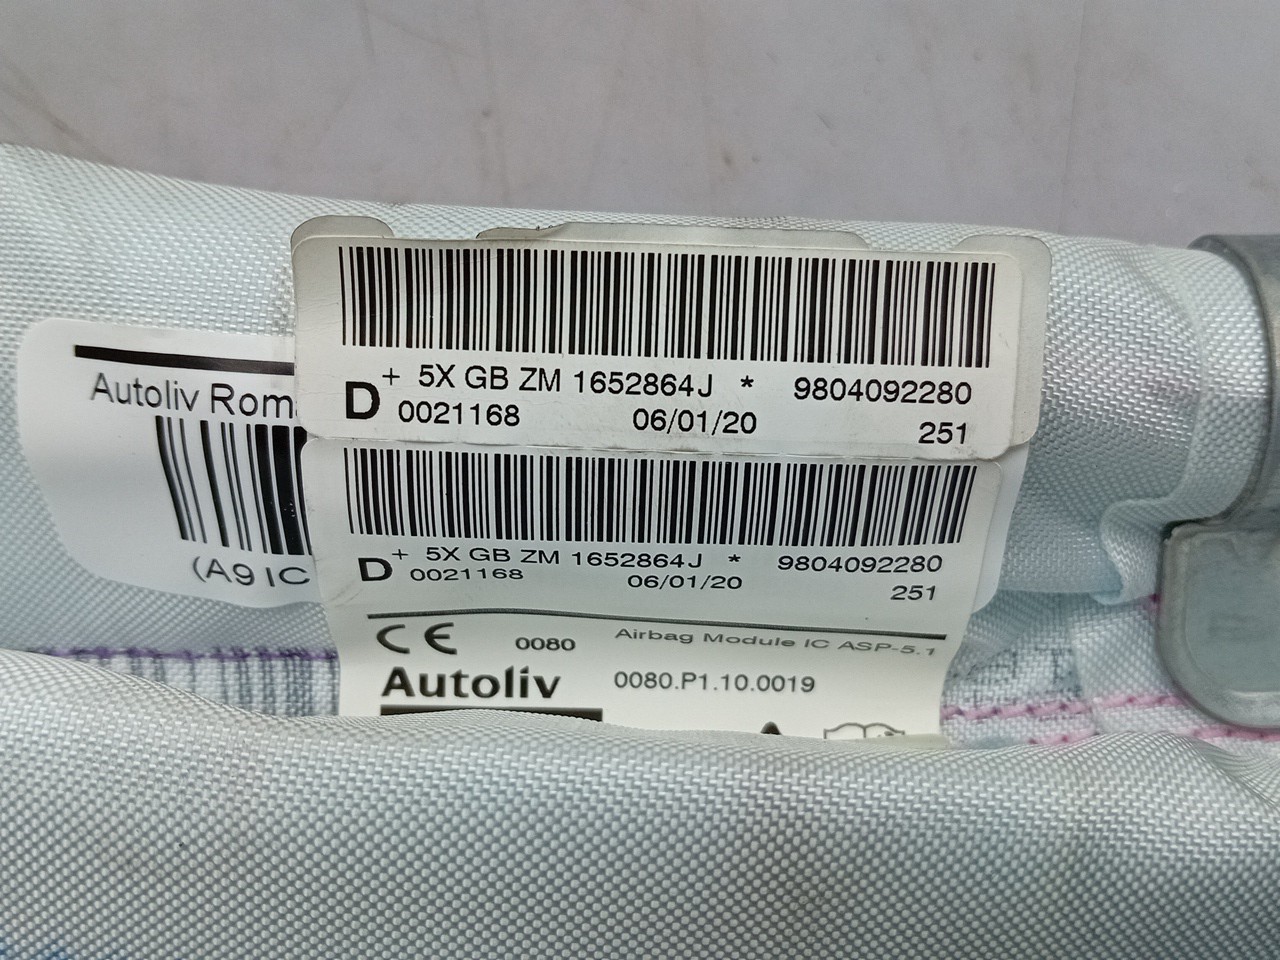 D + 5X GB ZM 1652864J * 9804092280
0021168 06/01/20 251
Autoliv
(A9 IC
D + 5X GB ZM 1652864J * 9804092280
0021168 06/01/20 251
CE 0080 Airbag Module IC ASP-5.1
Autoliv 0080.P1.10.0019